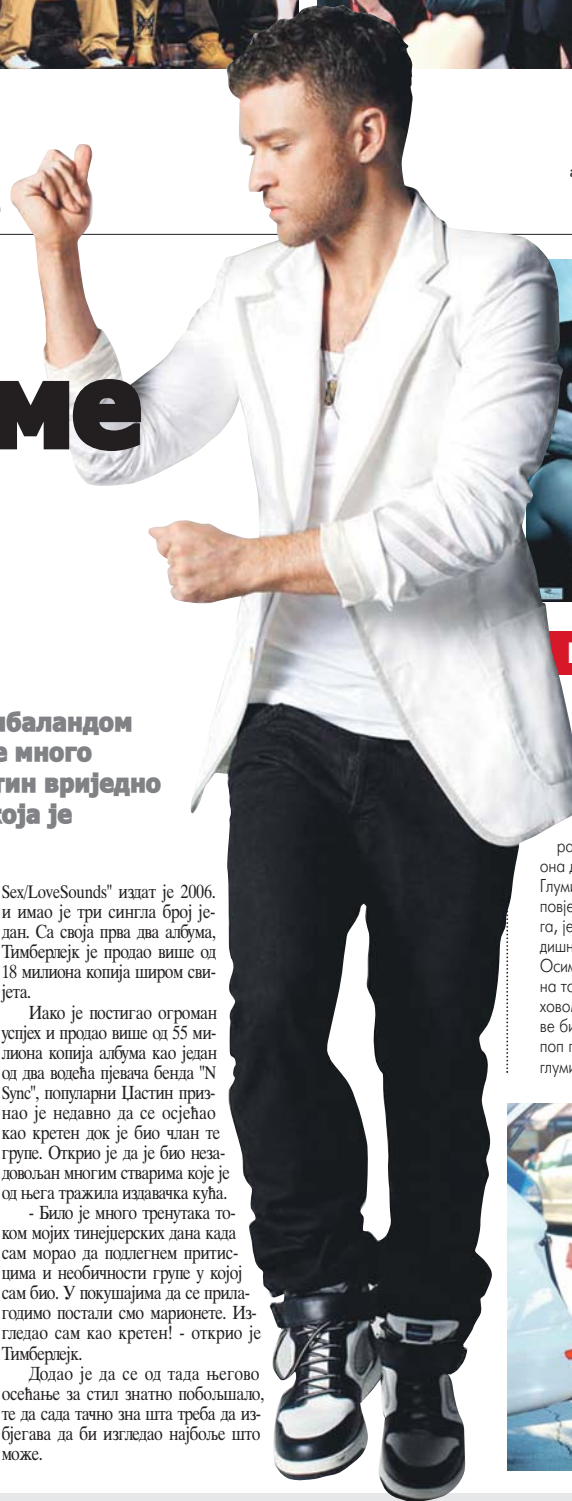 ме
мбаландом
е много
тин вриједно
која је
Sex/LoveSounds" издат је 2006.
и имао је три сингла број је-
дан. Са своја прва два албума,
Тимберлејк је продао више од
18 милиона копија широм сви-
јета.
Иако је постигао огроман
успјех и продао више од 55 ми-
лиона копија албума као један
од два водећа пјевача бенда "N
Sync", популарни Џастин приз-
нао је недавно да се осјећао
као кретен док је био члан те
групе. Открио је да је био неза-
довољан многим стварима које је
од њега тражила издавачка кућа.
- Било је много тренутака то-
ком мојих тинејџерских дана када
сам морао да подлегнем притис-
цима и необичности групе у којој
сам био. У покушајима да се прила-
годимо постали смо марионете. Из-
гледао сам као кретен! - открио је
Тимберлејк.
Додао је да се од тада његово
осећање за стил знатно побољшало,
те да сада тачно зна шта треба да из-
бјегава да би изгледао најбоље што
може.
ра
она д
Глуми
повје
га, је
дишн
Осим
на то
ховом
ве би
поп п
глуми